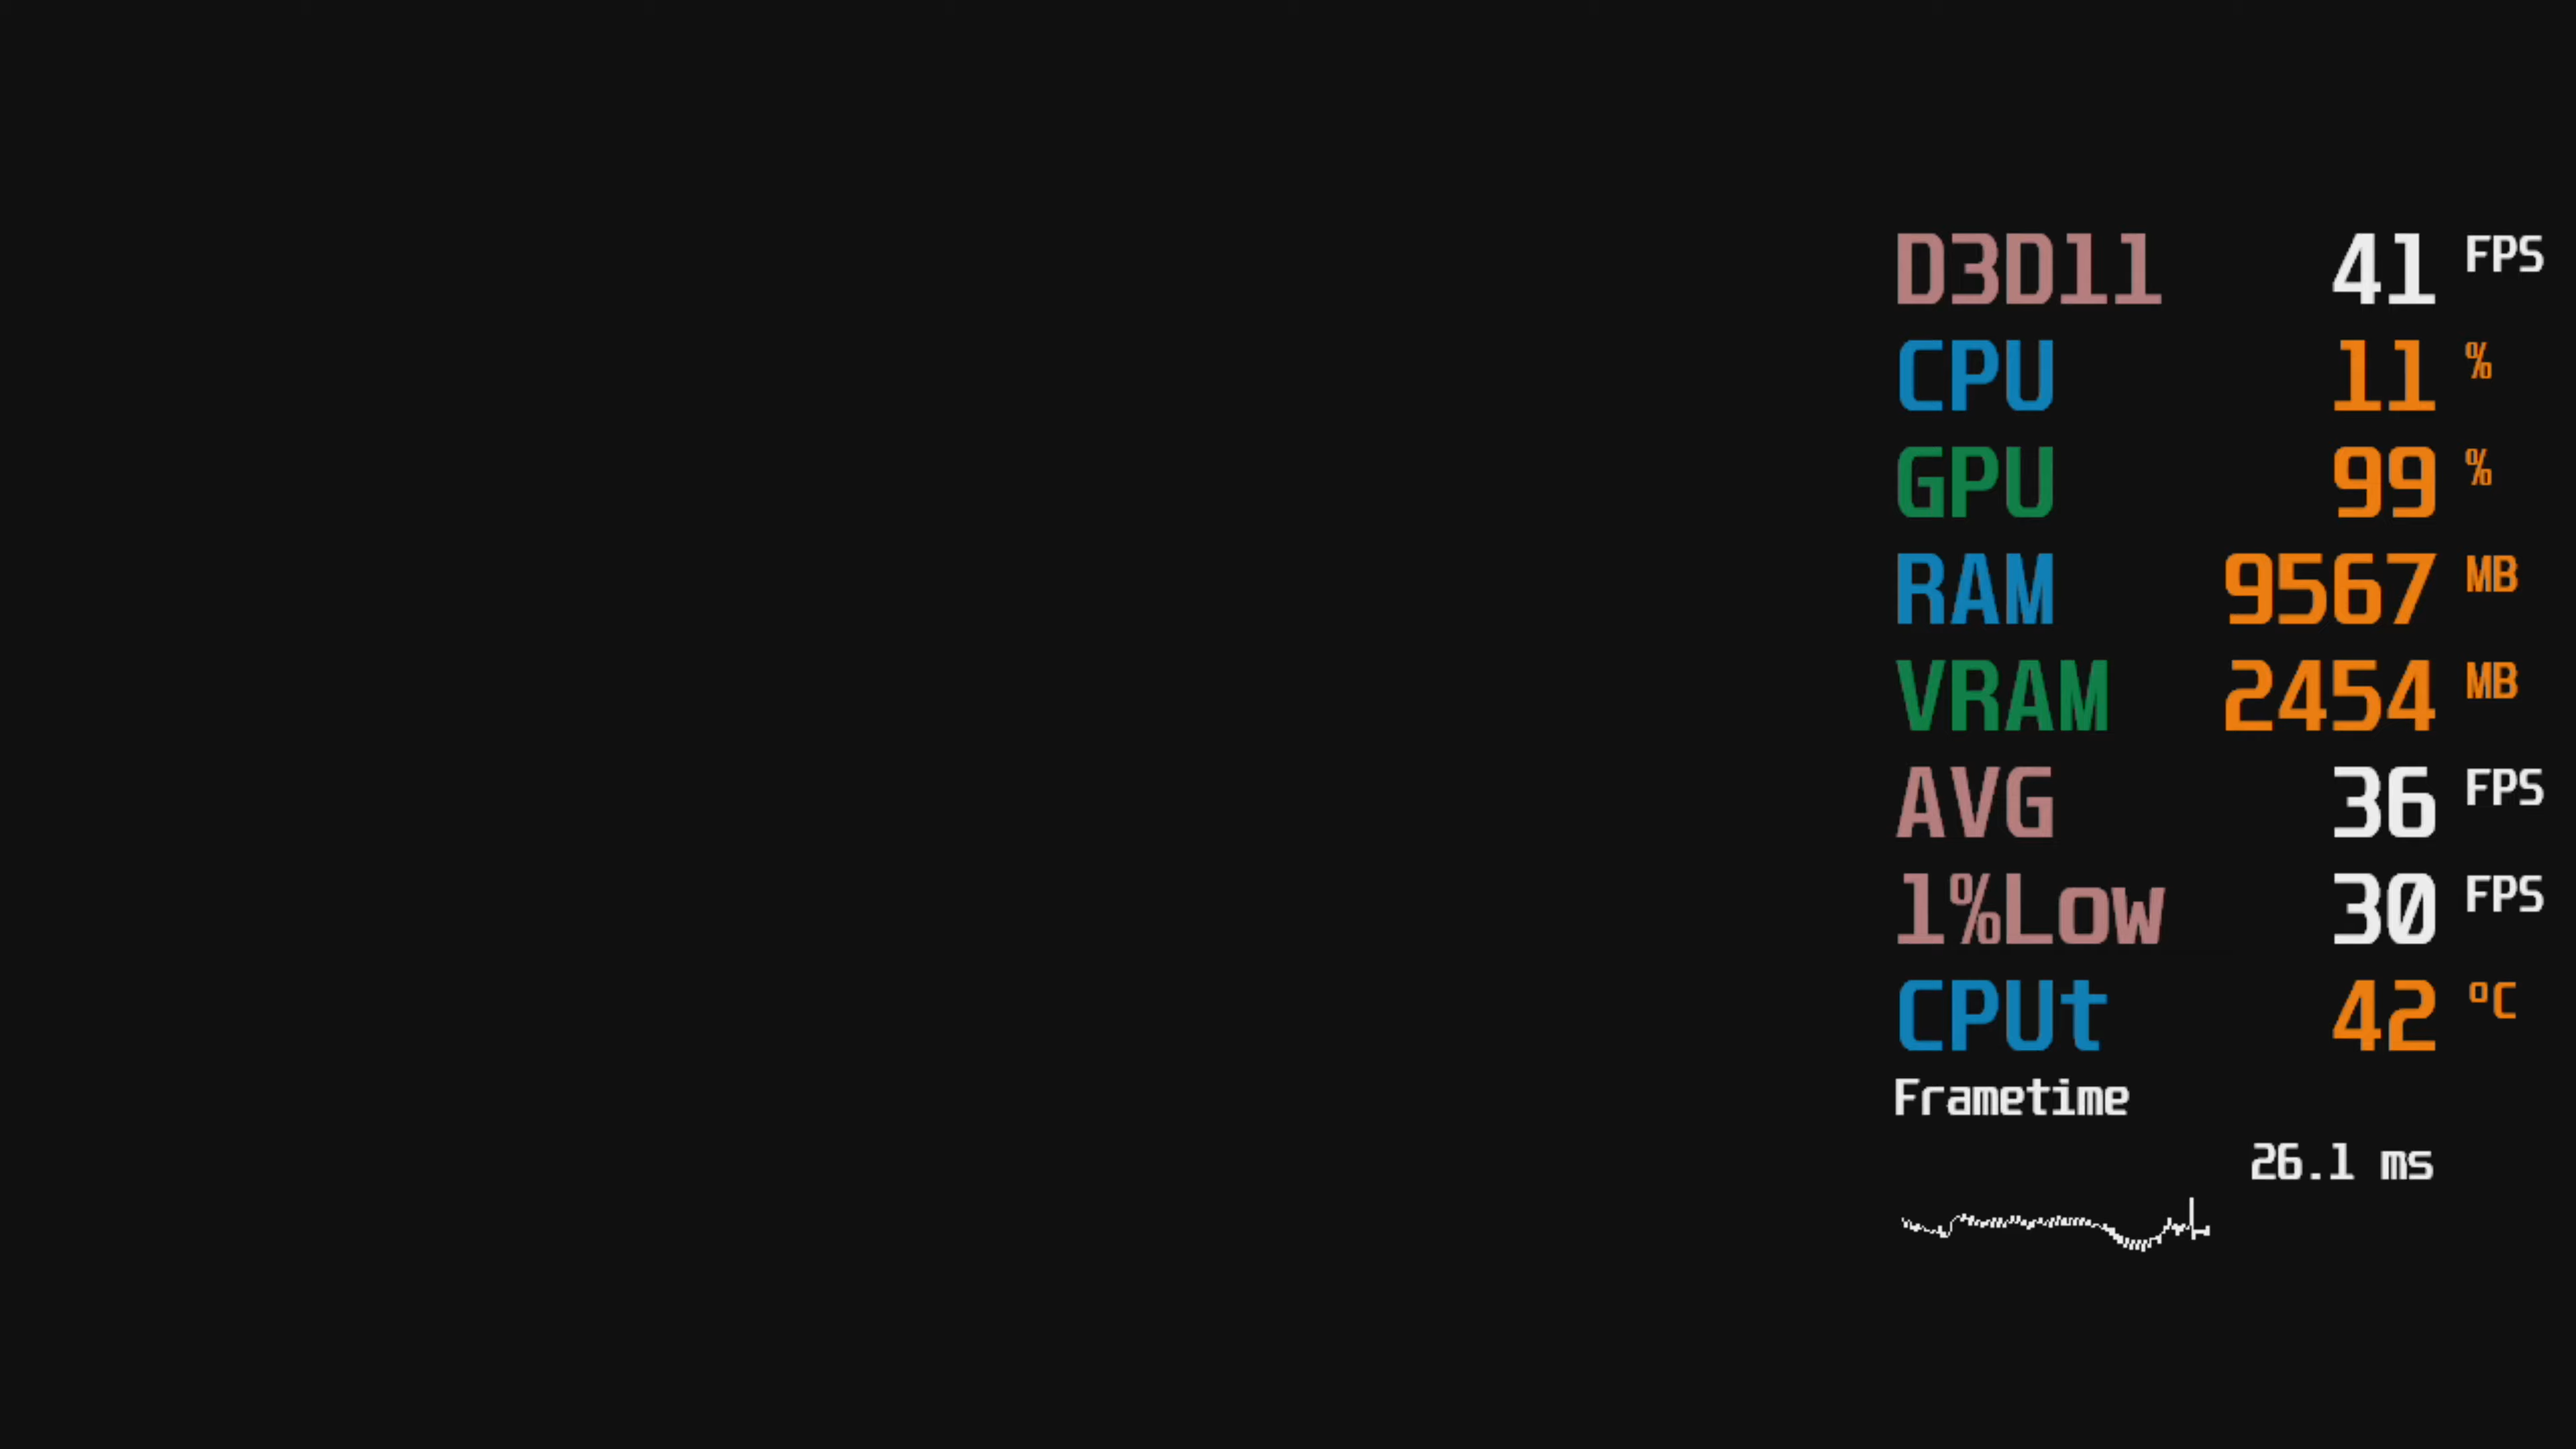 D3D11 41 FPS
CPU 11 %
GPU 99 %
RAM 9567 MB
VRAM 2454 MB
AVG 36 FPS
1%Low 30 FPS
CPUt 42 °C
Frametime
26.1 ms